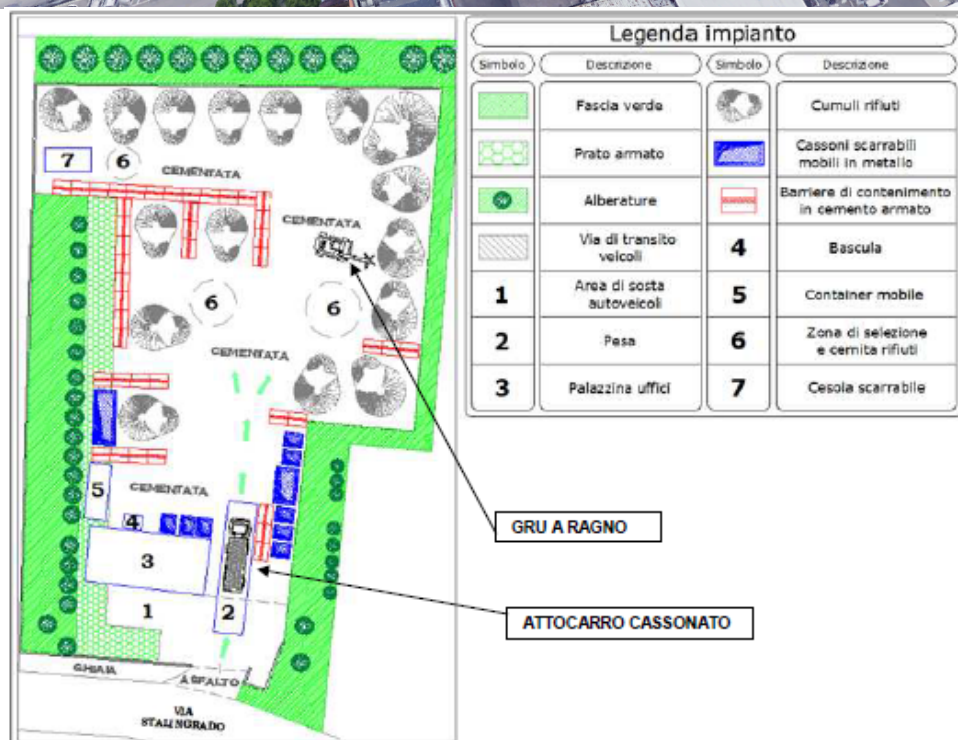 7
6
CEMENTATA
CEMENTATA
6
6
CEMENTATA
5
CEMENTATA
4
3
1
2
GHIAIA
ASFALTO
VIA
STALINGRADO
Legenda impianto
Simbolo
Descrizione
Simbolo
Descrizione
Fascia verde
Cumuli rifiuti
Prato armato
Cassoni scarrabili
mobili in metallo
Alberature
Barriere di contenimento
in cemento armato
Via di transito
veicoli
4
Bascula
1
Area di sosta
autoveicoli
5
Container mobile
2
Pesa
6
Zona di selezione
e cernita rifiuti
3
Palazzina uffici
7
Cesoia scarrabile
GRU A RAGNO
ATTOCARRO CASSONATO